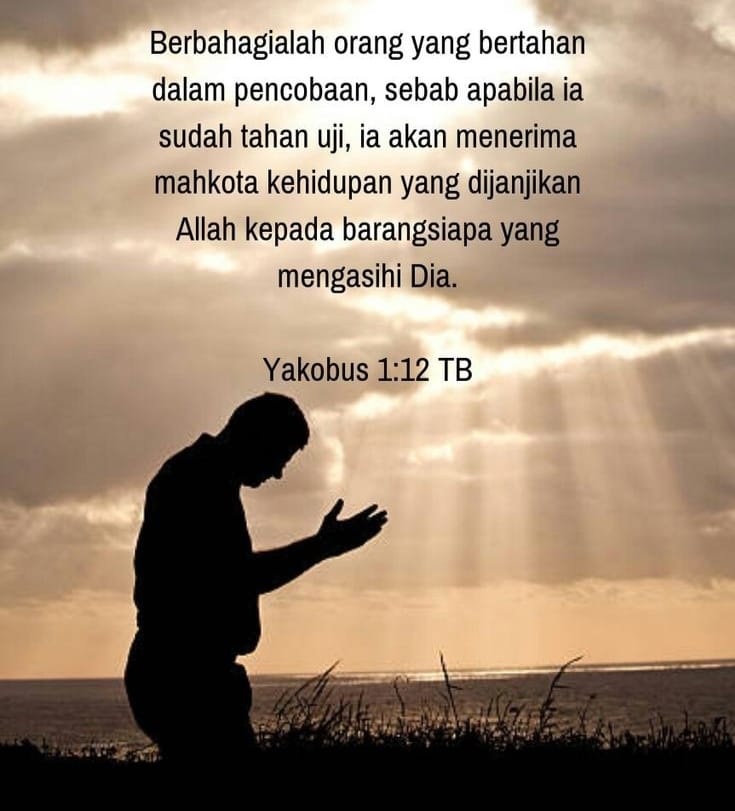 Berbahagialah orang yang bertahan
dalam pencobaan, sebab apabila ia
sudah tahan uji, ia akan menerima
mahkota kehidupan yang dijanjikan
Allah kepada barangsiapa yang
mengasihi Dia.
Yakobus 1:12 TB